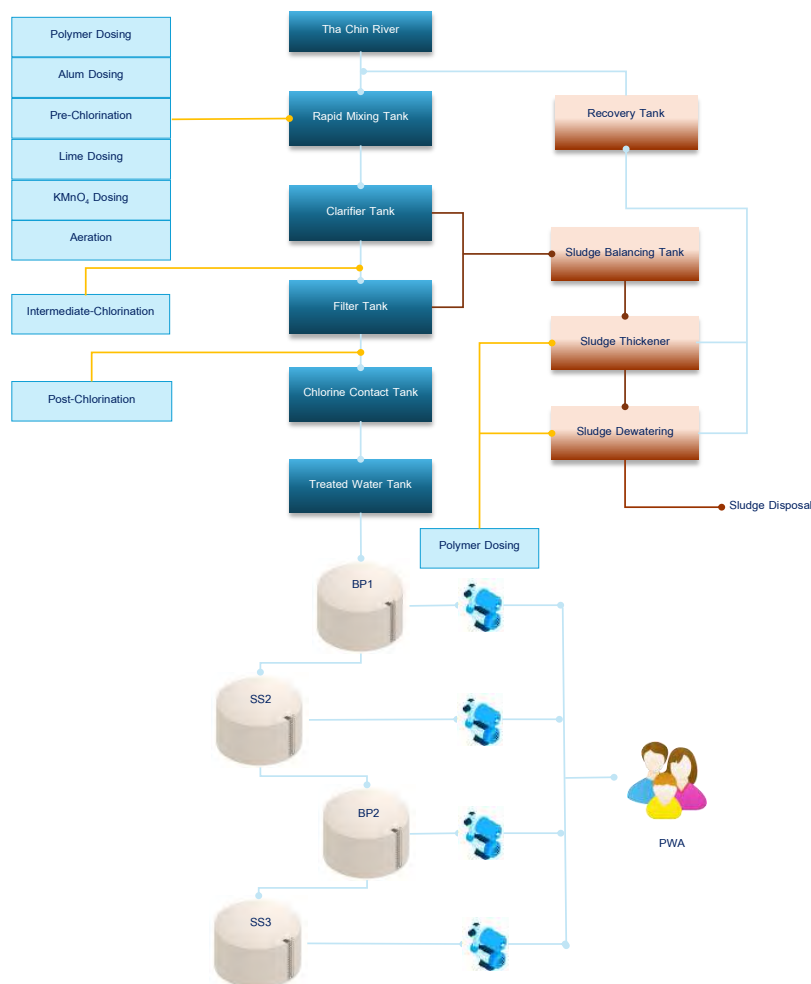 Polymer Dosing
Alum Dosing
Pre-Chlorination
Lime Dosing
KMnO₄ Dosing
Aeration
Intermediate-Chlorination
Post-Chlorination
Tha Chin River
Rapid Mixing Tank
Clarifier Tank
Filter Tank
Chlorine Contact Tank
Treated Water Tank
Recovery Tank
Sludge Balancing Tank
Sludge Thickener
Sludge Dewatering
Sludge Disposal
Polymer Dosing
BP1
SS2
BP2
SS3
PWA